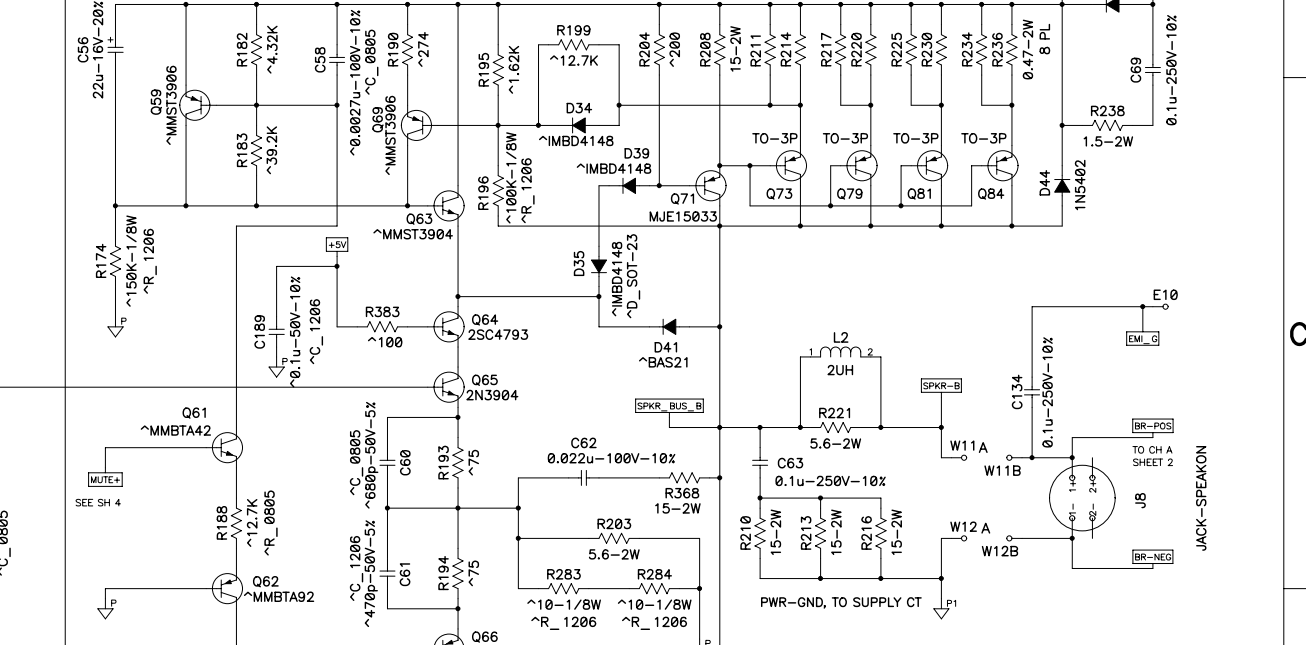 C56
+
22u-16V-20%
Q59
^MMST3906
R182
^4.32K
R183
^39.2K
C58
^0.0027u-100V-10%
^C_0805
R190
^274
Q69
^MMST3906
R195
^1.62K
R196
^100K-1/8W
^R_1206
R199
^12.7K
D34
^IMBD4148
R204
^200
D39
^IMBD4148
R208
15-2W
R211
R214
R217
R220
R225
R230
R234
R236
0.47-2W
8 PL
C69
0.1u-250V-10%
R238
1.5-2W
TO-3P
TO-3P
TO-3P
TO-3P
Q71
MJE15033
Q73
Q79
Q81
Q84
D44
1N5402
Q63
^MMST3904
R174
^150K-1/8W
^R_1206
P
+5V
C189
^0.1u-50V-10%
^C_1206
P
R383
^100
Q64
2SC4793
D35
^IMBD4148
^D_SOT-23
D41
^BAS21
Q65
2N3904
E10
EMI_G
C
L2
1
2
2UH
SPKR_BUS_B
SPKR-B
R221
5.6-2W
C134
0.1u-250V-10%
Q61
^MMBTA42
MUTE+
SEE SH 4
^C_0805
^C_0805
^680p-50V-5%
C60
R193
^75
C62
0.022u-100V-10%
R368
15-2W
C63
0.1u-250V-10%
W11A
W11B
BR-POS
TO CH A
SHEET 2
1+
2+
1-
2-
J8
JACK-SPEAKON
R188
^12.7K
^R_0805
R203
5.6-2W
R210
15-2W
R213
15-2W
R216
15-2W
W12A
W12B
BR-NEG
Q62
^MMBTA92
P
^C_1206
^470p-50V-5%
C61
R194
^75
R283
^10-1/8W
^R_1206
R284
^10-1/8W
^R_1206
PWR-GND, TO SUPPLY CT
P1
Q66
P